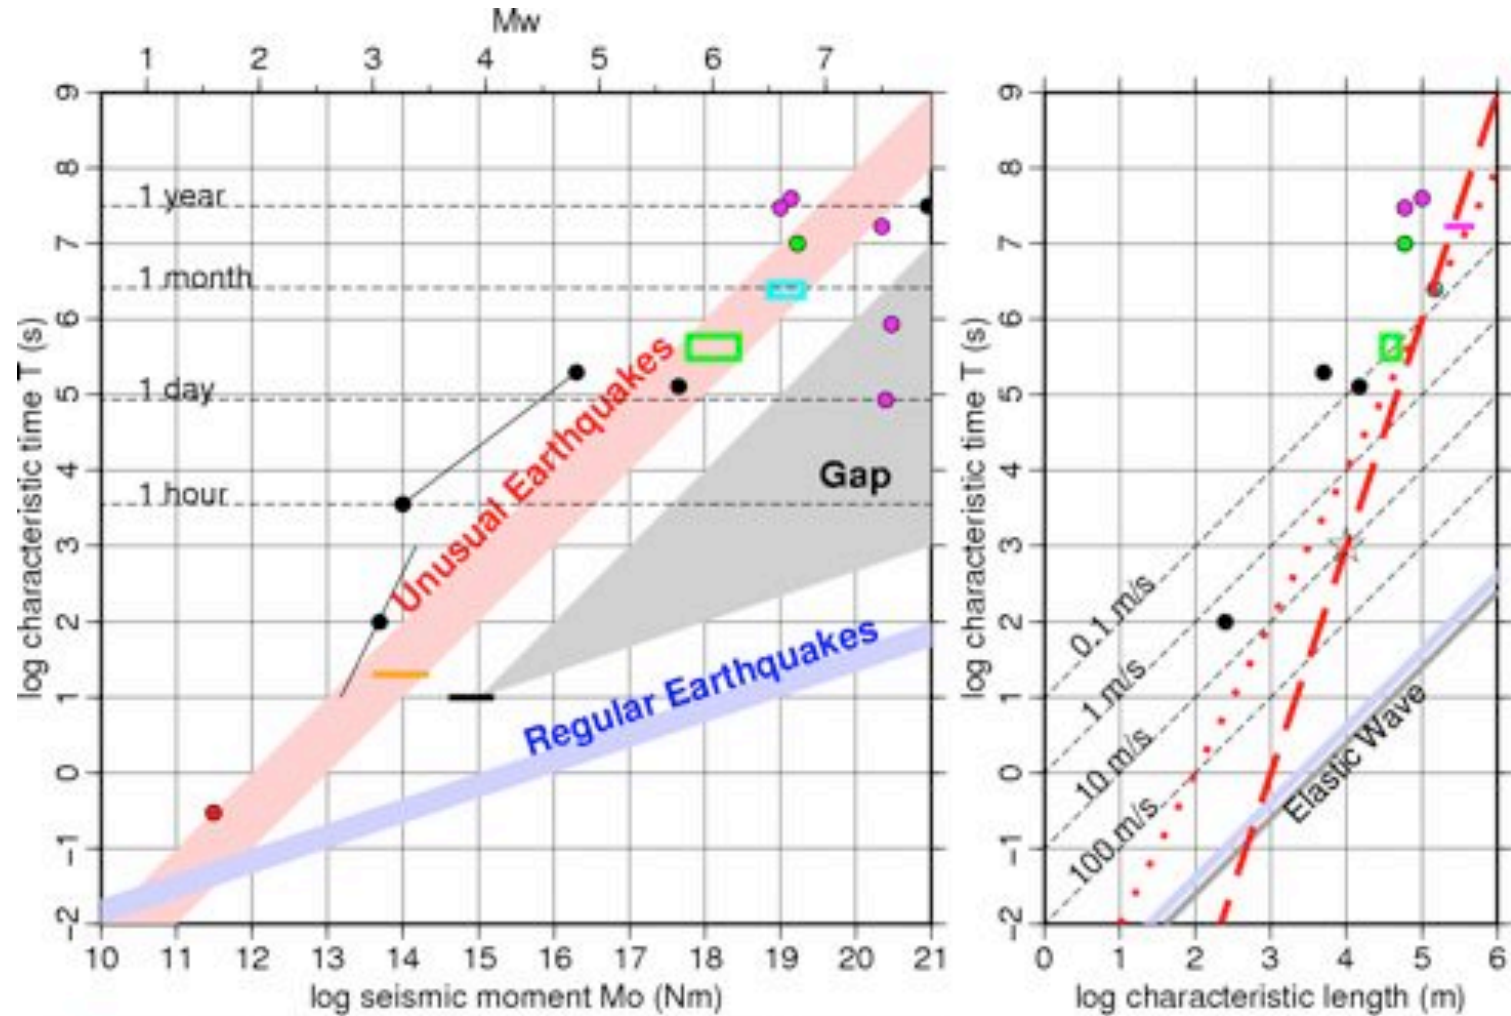 Mw
1 2 3 4 5 6 7
9
8
7
6
5
4
3
2
1
0
−1
−2
log characteristic time T (s)
1 year
1 month
1 day
1 hour
Unusual Earthquakes
Gap
Regular Earthquakes
10 11 12 13 14 15 16 17 18 19 20 21
log seismic moment Mo (Nm)
9
8
7
6
5
4
3
2
1
0
−1
−2
log characteristic time T (s)
0.1 m/s
1 m/s
10 m/s
100 m/s
Elastic Wave
0 1 2 3 4 5 6
log characteristic length (m)